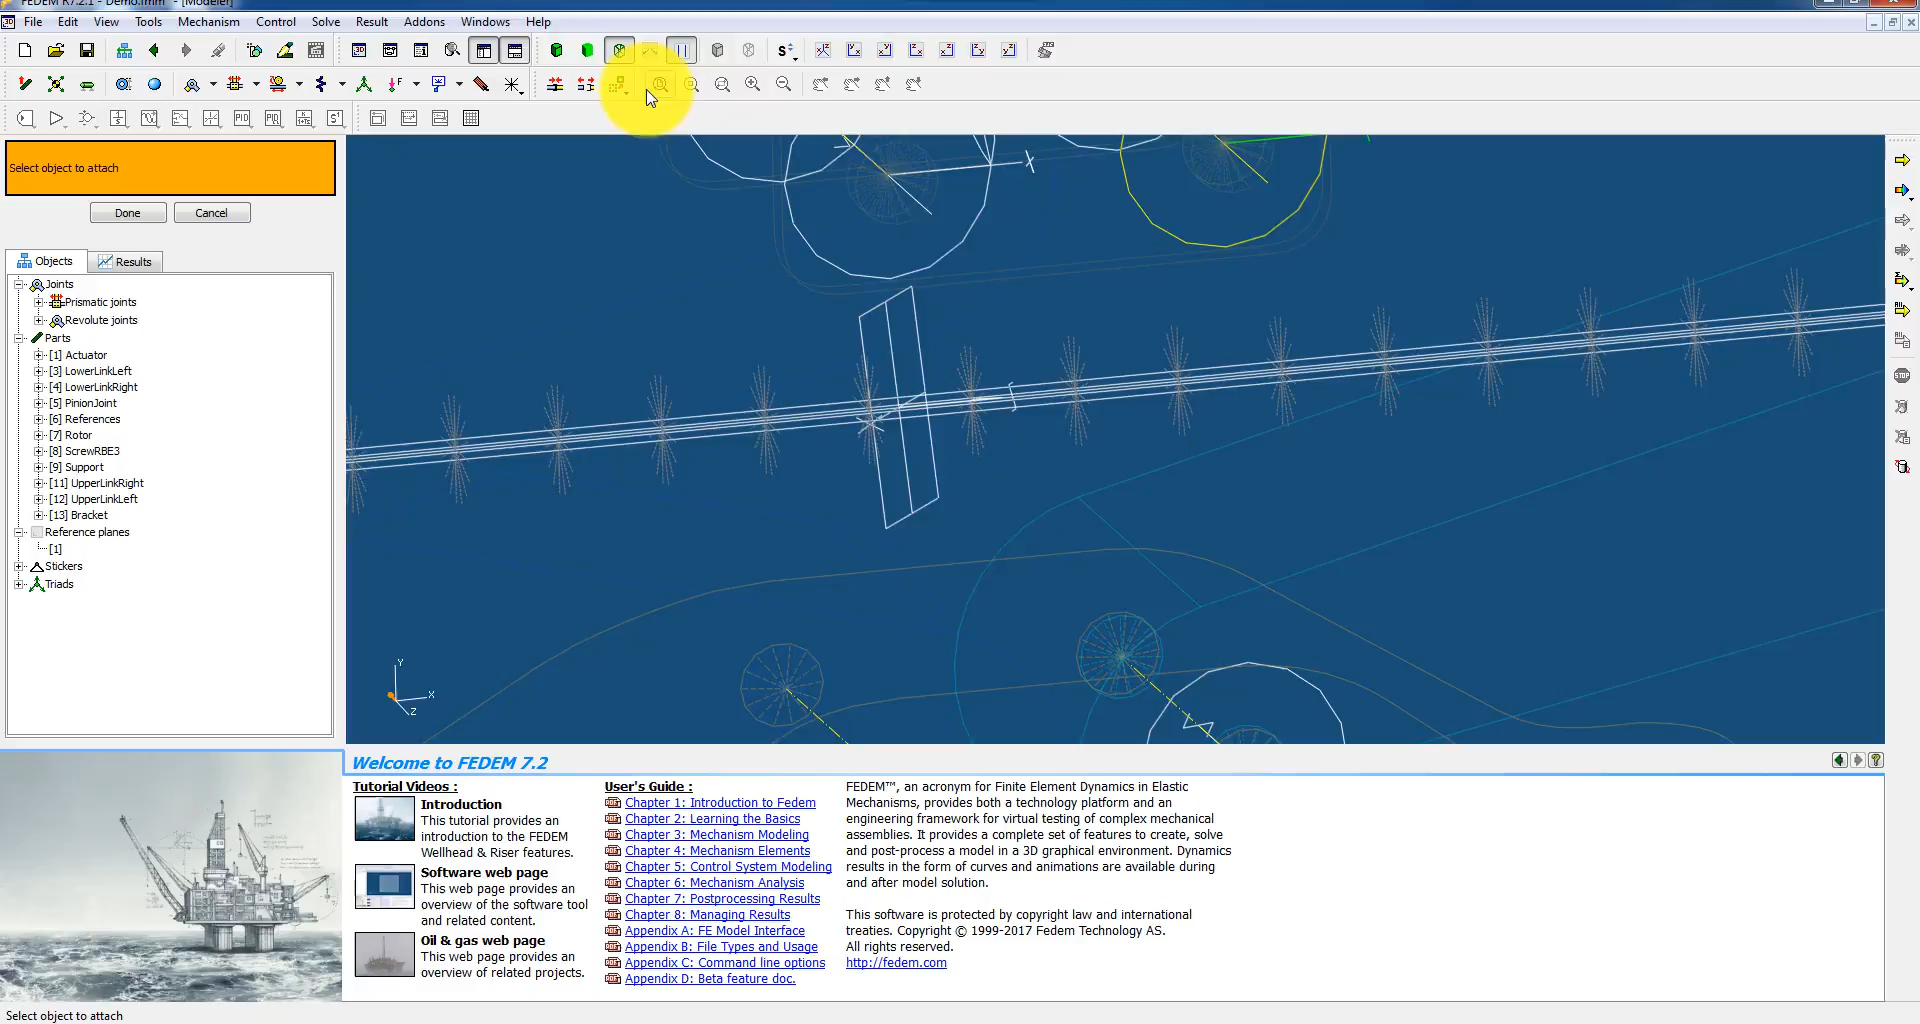 FEDEM R7.2.1 - Demo.fmm - [Modeler]
File Edit View Tools Mechanism Control Solve Result Addons Windows Help
S
PID
Select object to attach
Done Cancel
Objects Results
Joints
Prismatic joints
Revolute joints
Parts
[1] Actuator
[3] LowerLinkLeft
[4] LowerLinkRight
[5] PinionJoint
[6] References
[7] Rotor
[8] ScrewRBE3
[9] Support
[11] UpperLinkRight
[12] UpperLinkLeft
[13] Bracket
Reference planes
[1]
Stickers
Triads
X
Y
X
Z
Welcome to FEDEM 7.2
Tutorial Videos :
Introduction
This tutorial provides an
introduction to the FEDEM
Wellhead & Riser features.
Software web page
This web page provides an
overview of the software tool
and related content.
Oil & gas web page
This web page provides an
overview of related projects.
User's Guide :
Chapter 1: Introduction to Fedem
Chapter 2: Learning the Basics
Chapter 3: Mechanism Modeling
Chapter 4: Mechanism Elements
Chapter 5: Control System Modeling
Chapter 6: Mechanism Analysis
Chapter 7: Postprocessing Results
Chapter 8: Managing Results
Appendix A: FE Model Interface
Appendix B: File Types and Usage
Appendix C: Command line options
Appendix D: Beta feature doc.
FEDEM™, an acronym for Finite Element Dynamics in Elastic
Mechanisms, provides both a technology platform and an
engineering framework for virtual testing of complex mechanical
assemblies. It provides a complete set of features to create, solve
and post-process a model in a 3D graphical environment. Dynamics
results in the form of curves and animations are available during
and after model solution.
This software is protected by copyright law and international
treaties. Copyright © 1999-2017 Fedem Technology AS.
All rights reserved.
http://fedem.com
STOP
Select object to attach